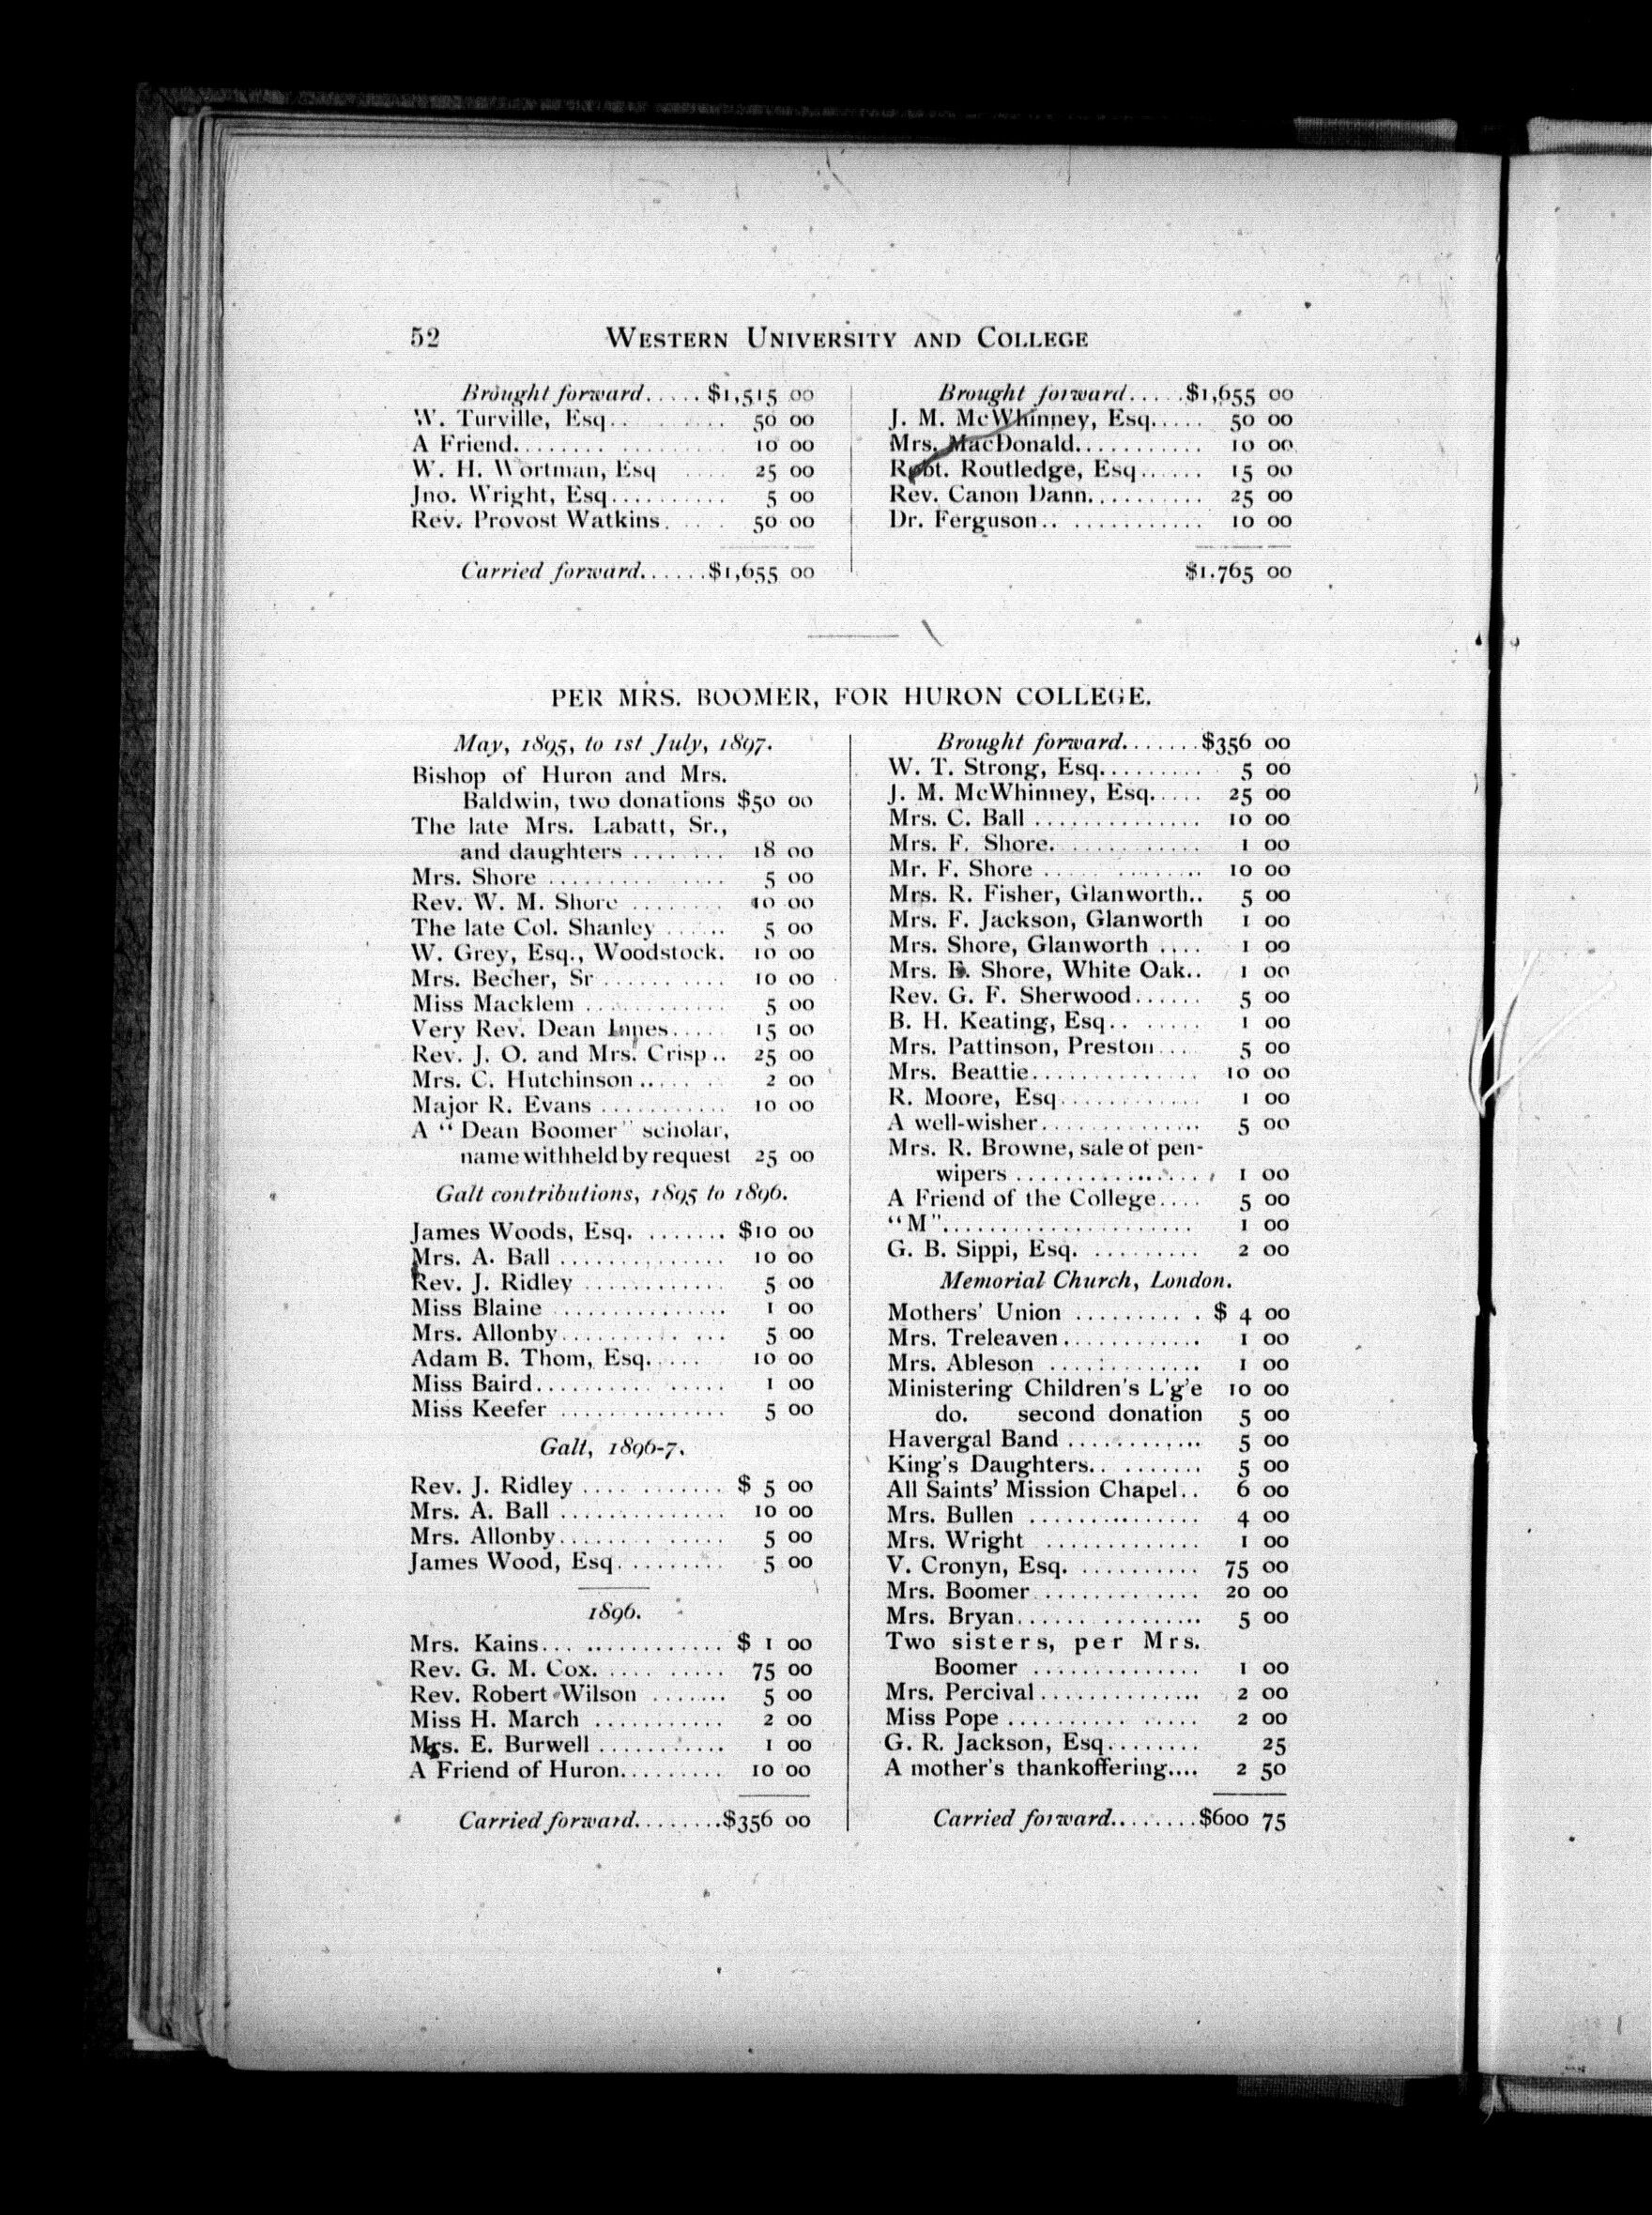 52 WESTERN UNIVERSITY AND COLLEGE
Brought forward.....$1,515 00
W. Turville, Esq.......... 50 00
A Friend.................... 10 00
W. H. Wortman, Esq .... 25 00
Jno. Wright, Esq.......... 5 00
Rev. Provost Watkins..... 50 00
Carried forward......$1,655 00
Brought forward.....$1,655 00
J. M. McWhinney, Esq..... 50 00
Mrs. MacDonald........... 10 00
Robt. Routledge, Esq...... 15 00
Rev. Canon Dann.......... 25 00
Dr. Ferguson.. ........... 10 00
$1.765 00
PER MRS. BOOMER, FOR HURON COLLEGE.
May, 1895, to 1st July, 1897.
Bishop of Huron and Mrs.
Baldwin, two donations $50 00
The late Mrs. Labatt, Sr.,
and daughters ........ 18 00
Mrs. Shore ............... 5 00
Rev. W. M. Shore ........ 10 00
The late Col. Shanley ...... 5 00
W. Grey, Esq., Woodstock. 10 00
Mrs. Becher, Sr .......... 10 00
Miss Macklem ............ 5 00
Very Rev. Dean Innes..... 15 00
Rev. J. O. and Mrs. Crisp.. 25 00
Mrs. C. Hutchinson........ 2 00
Major R. Evans ........... 10 00
A "Dean Boomer" scholar,
name withheld by request 25 00
Galt contributions, 1895 to 1896.
James Woods, Esq. .......$10 00
Mrs. A. Ball .............. 10 00
Rev. J. Ridley ............ 5 00
Miss Blaine ............... 1 00
Mrs. Allonby.......... ... 5 00
Adam B. Thom, Esq..... 10 00
Miss Baird.......... ..... 1 00
Miss Keefer .............. 5 00
Galt, 1896-7.
Rev. J. Ridley ............ $ 5 00
Mrs. A. Ball .............. 10 00
Mrs. Allonby.............. 5 00
James Wood, Esq......... 5 00
1896.
Mrs. Kains... ............ $ 1 00
Rev. G. M. Cox. ......... 75 00
Rev. Robert Wilson ....... 5 00
Miss H. March ........... 2 00
Mrs. E. Burwell ........... 1 00
A Friend of Huron......... 10 00
Carried forward.........$356 00
Brought forward.......$356 00
W. T. Strong, Esq......... 5 00
J. M. McWhinney, Esq..... 25 00
Mrs. C. Ball .............. 10 00
Mrs. F. Shore. ........... 1 00
Mr. F. Shore ............. 10 00
Mrs. R. Fisher, Glanworth.. 5 00
Mrs. F. Jackson, Glanworth 1 00
Mrs. Shore, Glanworth .... 1 00
Mrs. Shore, White Oak.. 1 00
Rev. G. F. Sherwood...... 5 00
B. H. Keating, Esq........ 1 00
Mrs. Pattinson, Preston.... 5 00
Mrs. Beattie.............. 10 00
R. Moore, Esq............ 1 00
A well-wisher.............. 5 00
Mrs. R. Browne, sale of pen-
wipers ................ 1 00
A Friend of the College.... 5 00
"M"..................... 1 00
G. B. Sippi, Esq. ......... 2 00
Memorial Church, London.
Mothers' Union ..........$ 4 00
Mrs. Treleaven............ 1 00
Mrs. Ableson ............. 1 00
Ministering Children's L'g'e 10 00
do. second donation 5 00
Havergal Band ............ 5 00
King's Daughters.. ....... 5 00
All Saints' Mission Chapel.. 6 00
Mrs. Bullen .............. 4 00
Mrs. Wright ............. 1 00
V. Cronyn, Esq. .......... 75 00
Mrs. Boomer ............. 20 00
Mrs. Bryan............... 5 00
Two sisters, per Mrs.
Boomer .............. 1 00
Mrs. Percival.............. 2 00
Miss Pope ............... 2 00
G. R. Jackson, Esq........ 25
A mother's thankoffering.... 2 50
Carried forward........$600 75